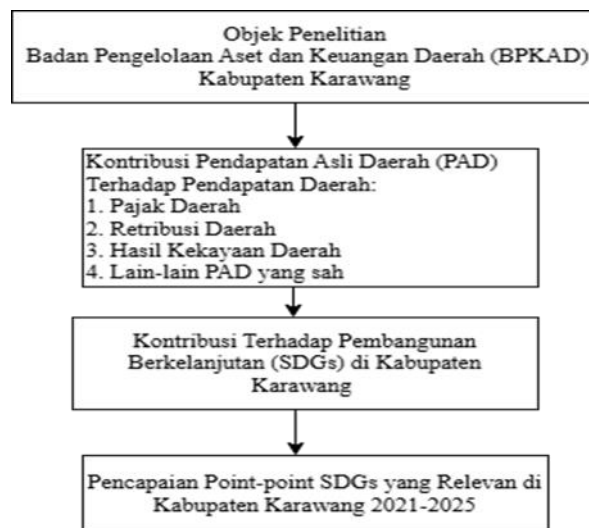 Objek Penelitian
Badan Pengelolaan Aset dan Keuangan Daerah (BPKAD)
Kabupaten Karawang
Kontribusi Pendapatan Asli Daerah (PAD)
Terhadap Pendapatan Daerah:
1. Pajak Daerah
2. Retribusi Daerah
3. Hasil Kekayaan Daerah
4. Lain-lain PAD yang sah
Kontribusi Terhadap Pembangunan
Berkelanjutan (SDGs) di Kabupaten
Karawang
Pencapaian Point-point SDGs yang Relevan di
Kabupaten Karawang 2021-2025